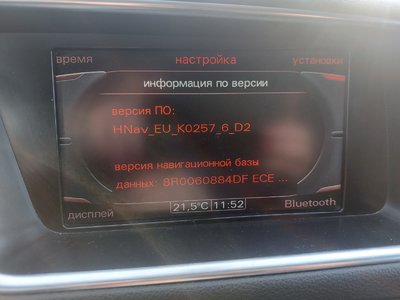 время настройка установки
информация по версии
версия ПО:
HNav_EU_K0257_6_D2
версия навигационной базы
данных: 8R0060884DF ECE ...
дисплей 21,5°C 11:52 Bluetooth